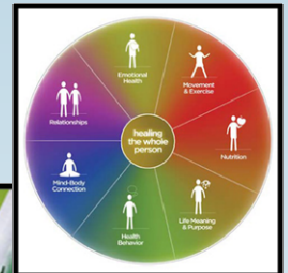 Emotional
Health
Movement
& Exercise
Nutrition
Life Meaning
& Purpose
Health
Behavior
Mind-Body
Connection
Relationships
healing
the whole
person